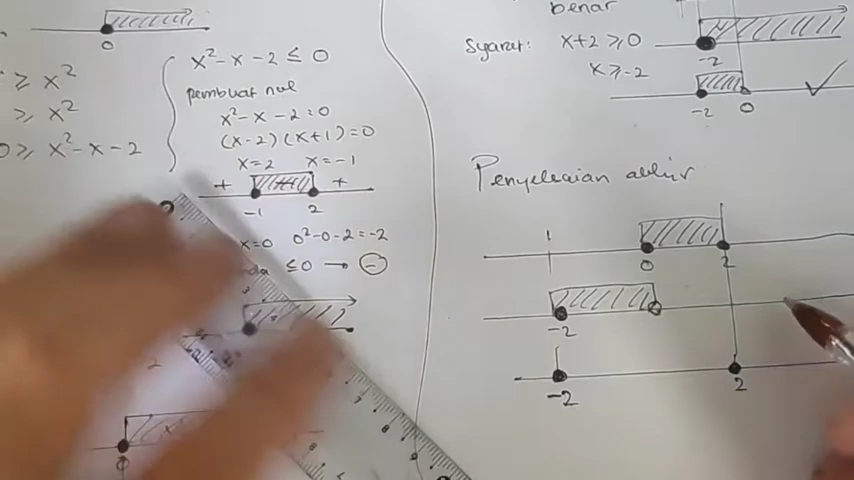 0
≥ x²
≥ x²
0 ≥ x² - x - 2
x² - x - 2 ≤ 0
pembuat nol
x² - x - 2 = 0
(x-2)(x+1) = 0
x = 2 x = -1
+ +
-1 2
x=0 0²-0-2 = -2
≤ 0 → -
0
benar
Syarat: x+2 ≥ 0
-2
x ≥ -2
-2 0
Penyelesaian akhir
0 2
-2
-2 2